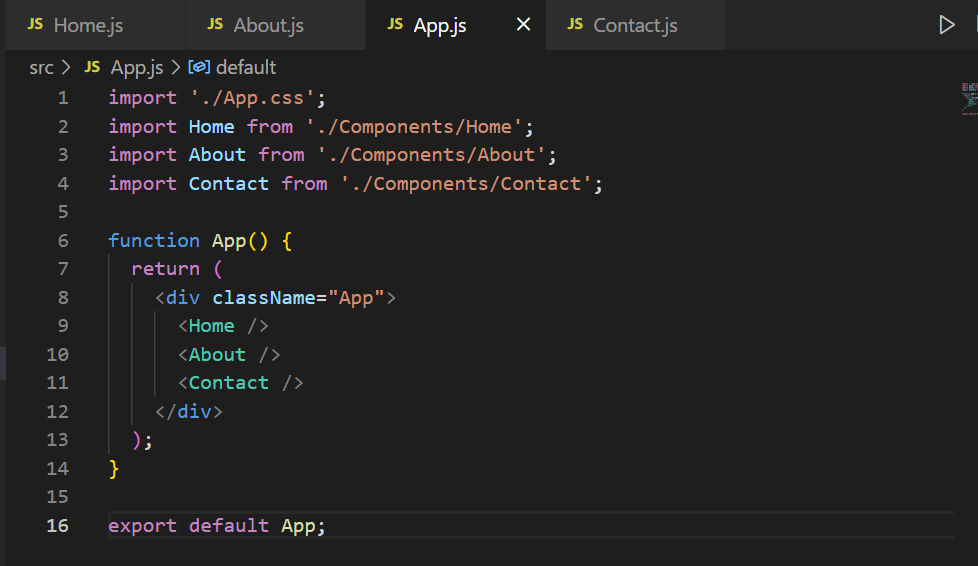 JS Home.js JS About.js JS App.js JS Contact.js
src > JS App.js > default
1 import './App.css';
2 import Home from './Components/Home';
3 import About from './Components/About';
4 import Contact from './Components/Contact';
5
6 function App() {
7   return (
8     <div className="App">
9       <Home />
10       <About />
11       <Contact />
12     </div>
13   );
14 }
15
16 export default App;